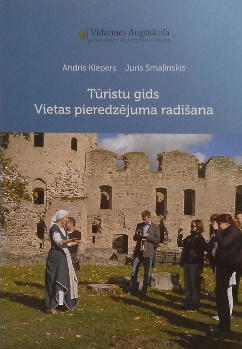 Vidzemes Augstskola
Andris Klepers Juris Smaļinskis
Tūristu gids
Vietas pieredzējuma radīšana